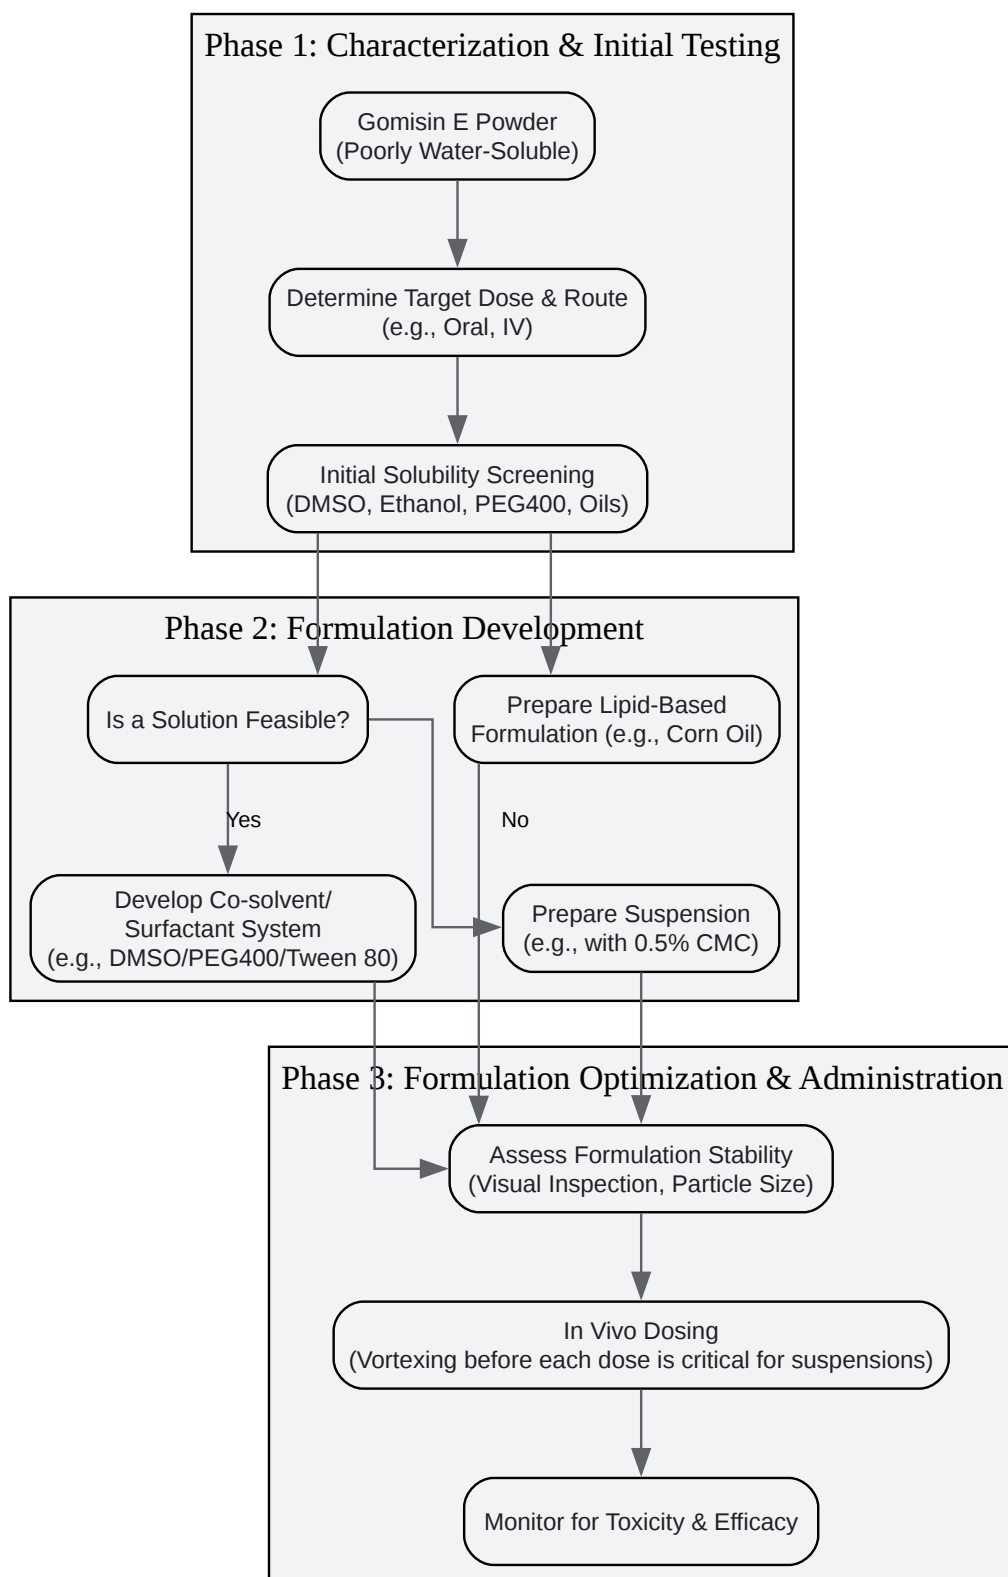 Phase 1: Characterization & Initial Testing
Gomisin E Powder
(Poorly Water-Soluble)
Determine Target Dose & Route
(e.g., Oral, IV)
Initial Solubility Screening
(DMSO, Ethanol, PEG400, Oils)
Phase 2: Formulation Development
Is a Solution Feasible?
Prepare Lipid-Based
Formulation (e.g., Corn Oil)
Yes
No
Develop Co-solvent/
Surfactant System
(e.g., DMSO/PEG400/Tween 80)
Prepare Suspension
(e.g., with 0.5% CMC)
Phase 3: Formulation Optimization & Administration
Assess Formulation Stability
(Visual Inspection, Particle Size)
In Vivo Dosing
(Vortexing before each dose is critical for suspensions)
Monitor for Toxicity & Efficacy